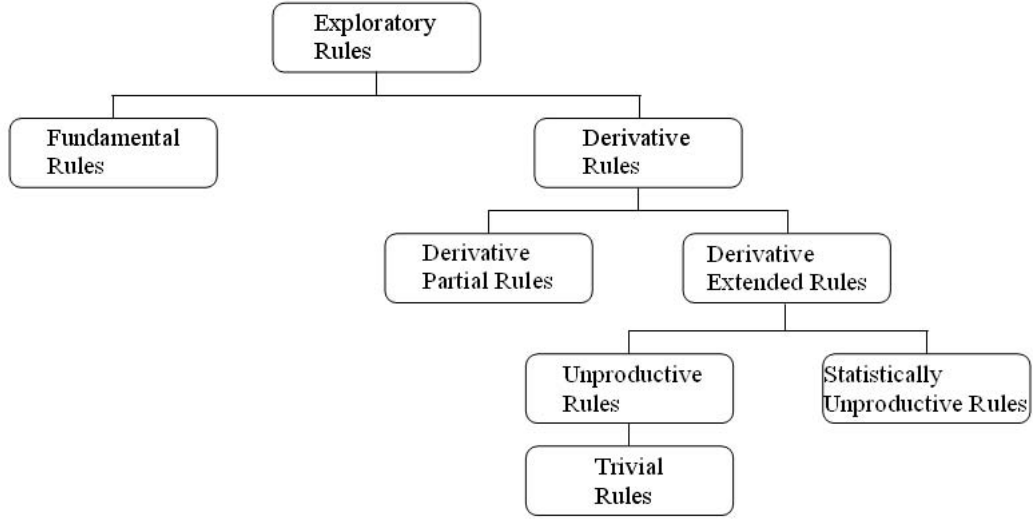 Exploratory
Rules
Fundamental
Rules
Derivative
Rules
Derivative
Partial Rules
Derivative
Extended Rules
Unproductive
Rules
Statistically
Unproductive Rules
Trivial
Rules